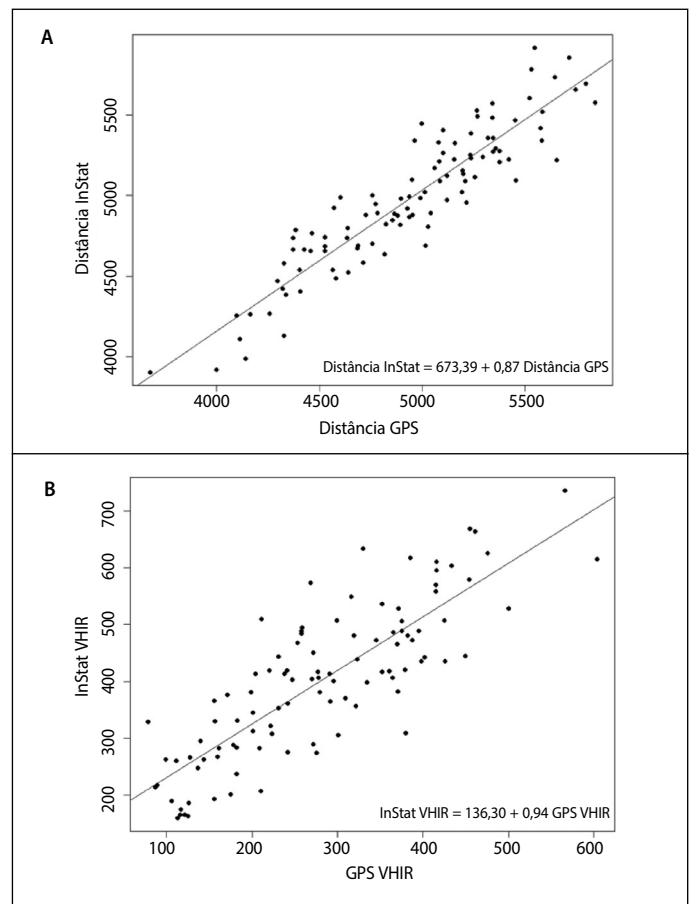 A
Distância InStat
5500
5000
4500
4000
Distância InStat = 673,39 + 0,87 Distância GPS
4000 4500 5000 5500
Distância GPS
B
InStat VHIR
700
600
500
400
300
200
InStat VHIR = 136,30 + 0,94 GPS VHIR
100 200 300 400 500 600
GPS VHIR